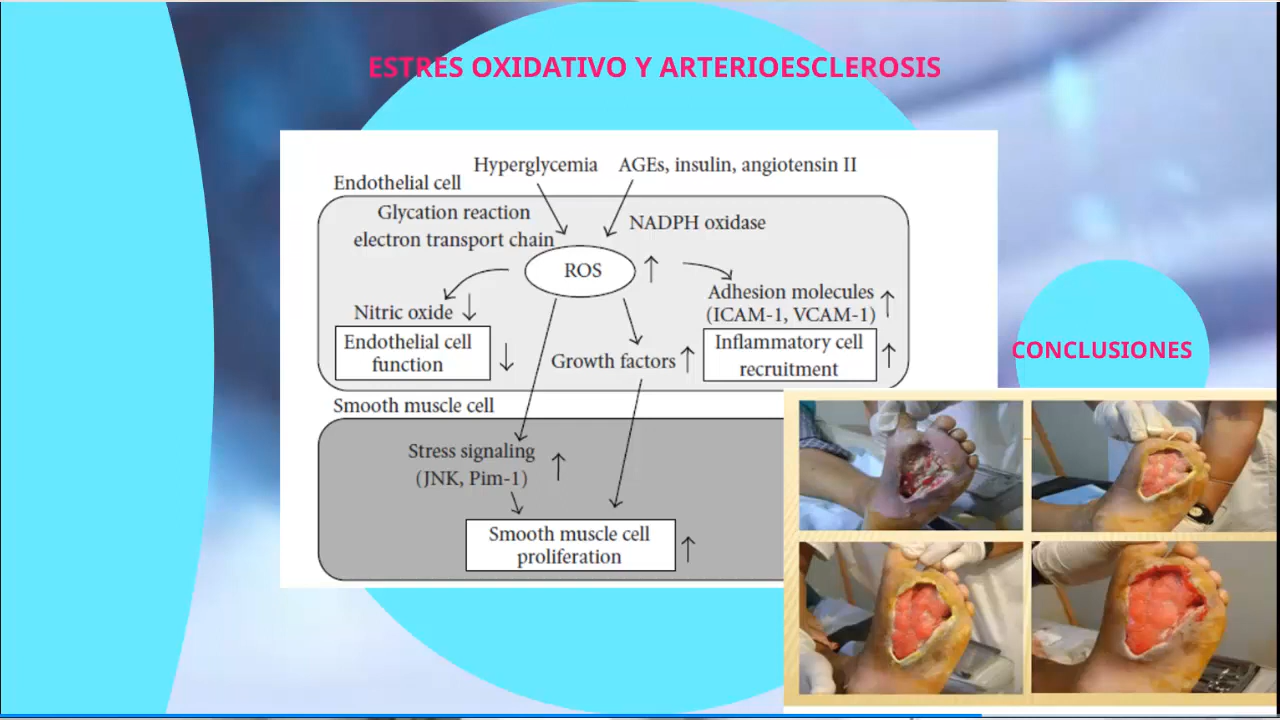 ESTRES OXIDATIVO Y ARTERIOESCLEROSIS
Hyperglycemia AGEs, insulin, angiotensin II
Endothelial cell
Glycation reaction
electron transport chain
NADPH oxidase
ROS ↑
Nitric oxide ↓
Endothelial cell
function ↓
Growth factors ↑
Adhesion molecules
(ICAM-1, VCAM-1) ↑
Inflammatory cell
recruitment ↑
Smooth muscle cell
Stress signaling
(JNK, Pim-1) ↑
Smooth muscle cell
proliferation ↑
CONCLUSIONES